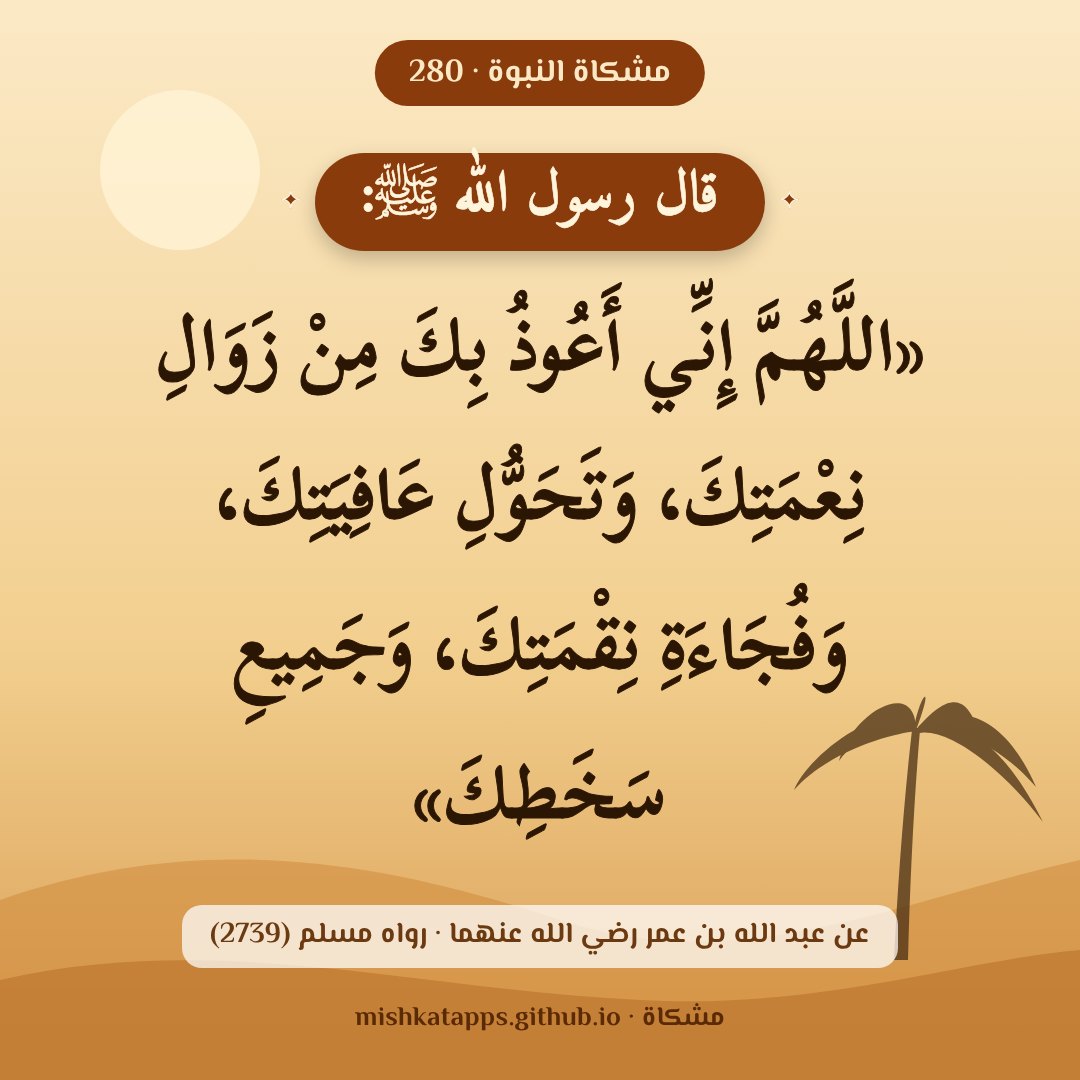 مشكاة النبوة · 280
قال رسول الله ﷺ:
«اللَّهُمَّ إِنِّي أَعُوذُ بِكَ مِنْ زَوَالِ
نِعْمَتِكَ، وَتَحَوُّلِ عَافِيَتِكَ،
وَفُجَاءَةِ نِقْمَتِكَ، وَجَمِيعِ
سَخَطِكَ»
عن عبد الله بن عمر رضي الله عنهما · رواه مسلم (2739)
مشكاة · mishkatapps.github.io